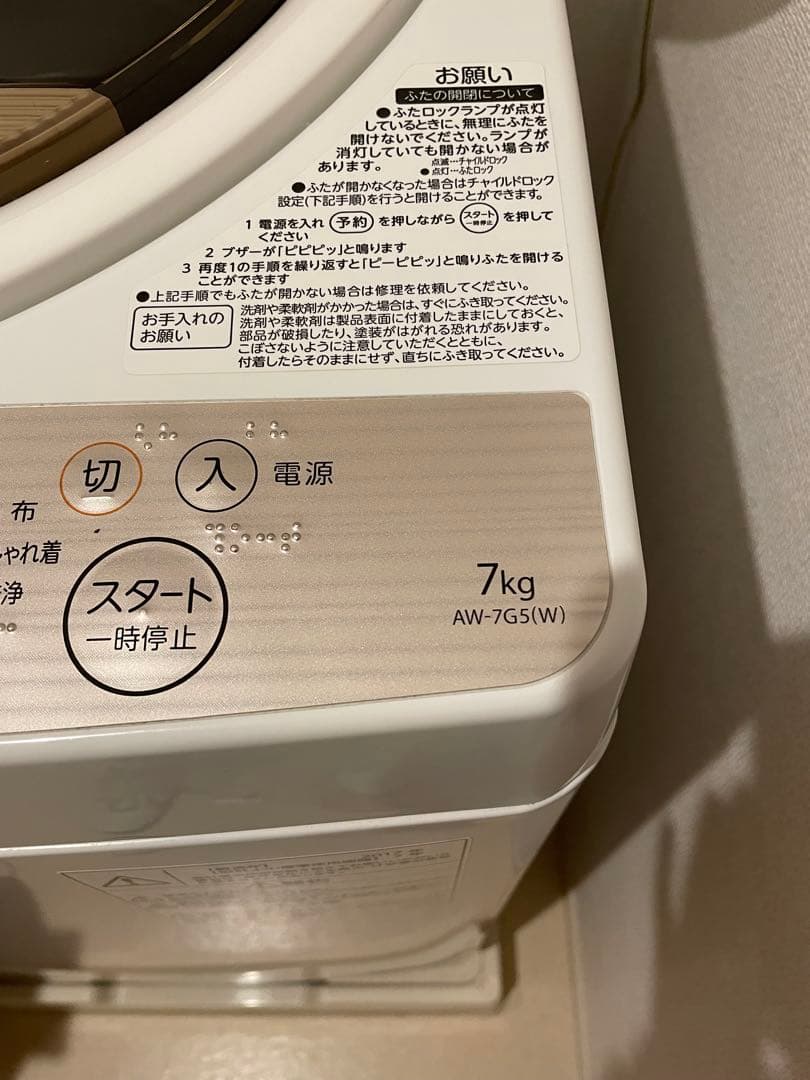 お願い
ふたの開閉について
●ふたロックランプが点灯
しているときに、無理にふたを
開けないでください。ランプが
消灯していても開かない場合が
あります。
点滅…チャイルドロック
●点灯…ふたロック
●ふたが開かなくなった場合はチャイルドロック
設定(下記手順)を行うと開けることができます。
1 電源を入れ 予約 を押しながら スタート 一時停止 を押して
ください
2 ブザーが「ピピピッ」と鳴ります
3 再度1の手順を繰り返すと「ピーピピッ」と鳴りふたを開ける
ことができます
●上記手順でもふたが開かない場合は修理を依頼してください。
お手入れの
お願い
洗剤や柔軟剤がかかった場合は、すぐにふき取ってください。
洗剤や柔軟剤は製品表面に付着したままにしておくと、
部品が破損したり、塗装がはがれる恐れがあります。
こぼさないように注意していただくとともに、
付着したらそのままにせず、直ちにふき取ってください。
切 入 電源
布
しゃれ着
浄
スタート
一時停止
7kg
AW-7G5(W)